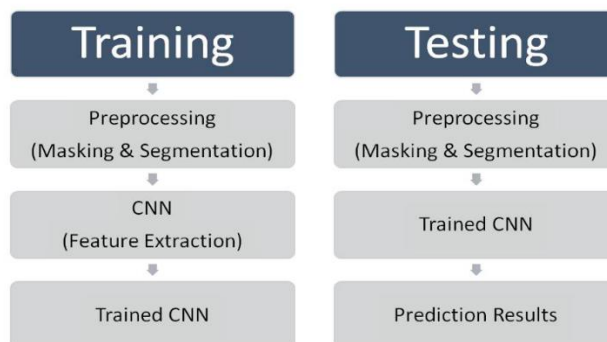 Training
Preprocessing
(Masking & Segmentation)
CNN
(Feature Extraction)
Trained CNN
Testing
Preprocessing
(Masking & Segmentation)
Trained CNN
Prediction Results